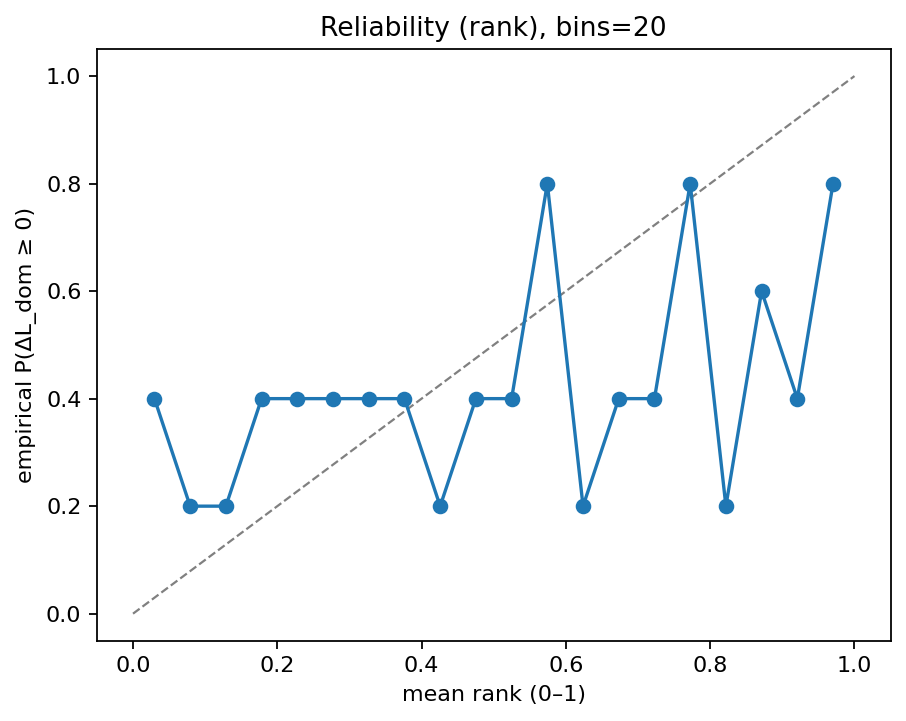 Reliability (rank), bins=20
1.0
0.8
0.6
0.4
0.2
0.0
empirical P(ΔL_dom ≥ 0)
0.0 0.2 0.4 0.6 0.8 1.0
mean rank (0–1)